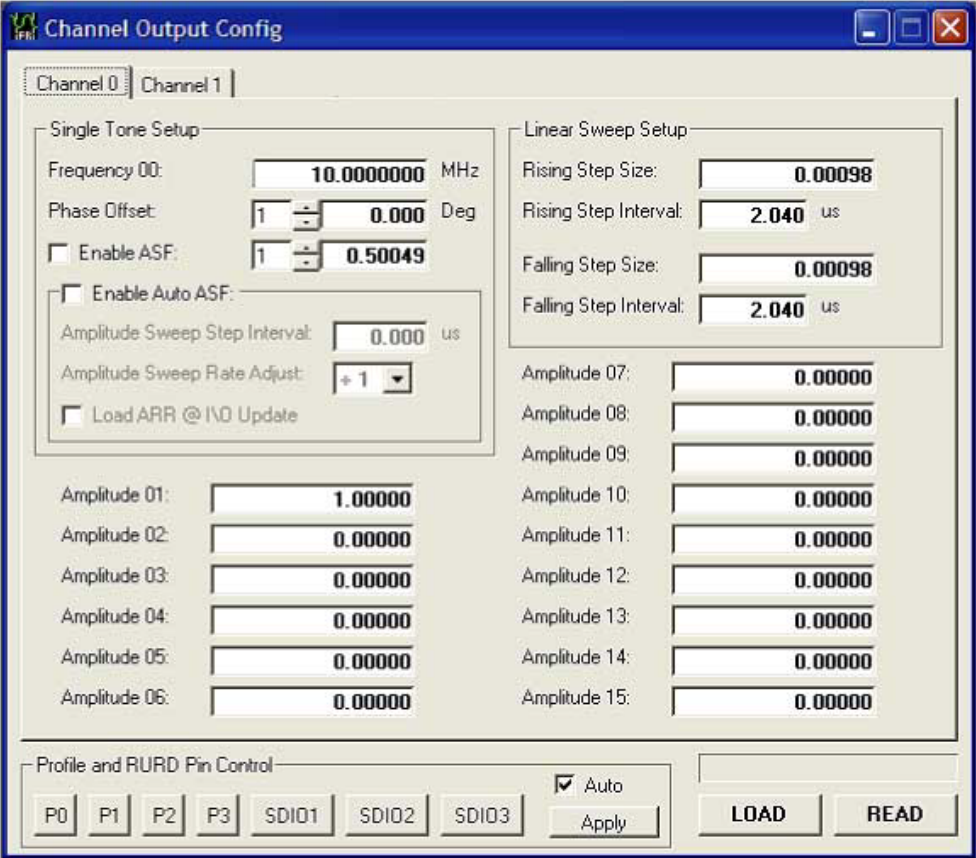 Channel Output Config
Channel 0 Channel 1
Single Tone Setup
Frequency 00: 10.0000000 MHz
Phase Offset: 1 0.000 Deg
Enable ASF: 1 0.50049
Enable Auto ASF:
Amplitude Sweep Step Interval: 0.000 us
Amplitude Sweep Rate Adjust: ÷ 1
Load ARR @ I\O Update
Linear Sweep Setup
Rising Step Size: 0.00098
Rising Step Interval: 2.040 us
Falling Step Size: 0.00098
Falling Step Interval: 2.040 us
Amplitude 01: 1.00000
Amplitude 02: 0.00000
Amplitude 03: 0.00000
Amplitude 04: 0.00000
Amplitude 05: 0.00000
Amplitude 06: 0.00000
Amplitude 07: 0.00000
Amplitude 08: 0.00000
Amplitude 09: 0.00000
Amplitude 10: 0.00000
Amplitude 11: 0.00000
Amplitude 12: 0.00000
Amplitude 13: 0.00000
Amplitude 14: 0.00000
Amplitude 15: 0.00000
Profile and RURD Pin Control
P0 P1 P2 P3 SDIO1 SDIO2 SDIO3
Auto
Apply
LOAD READ